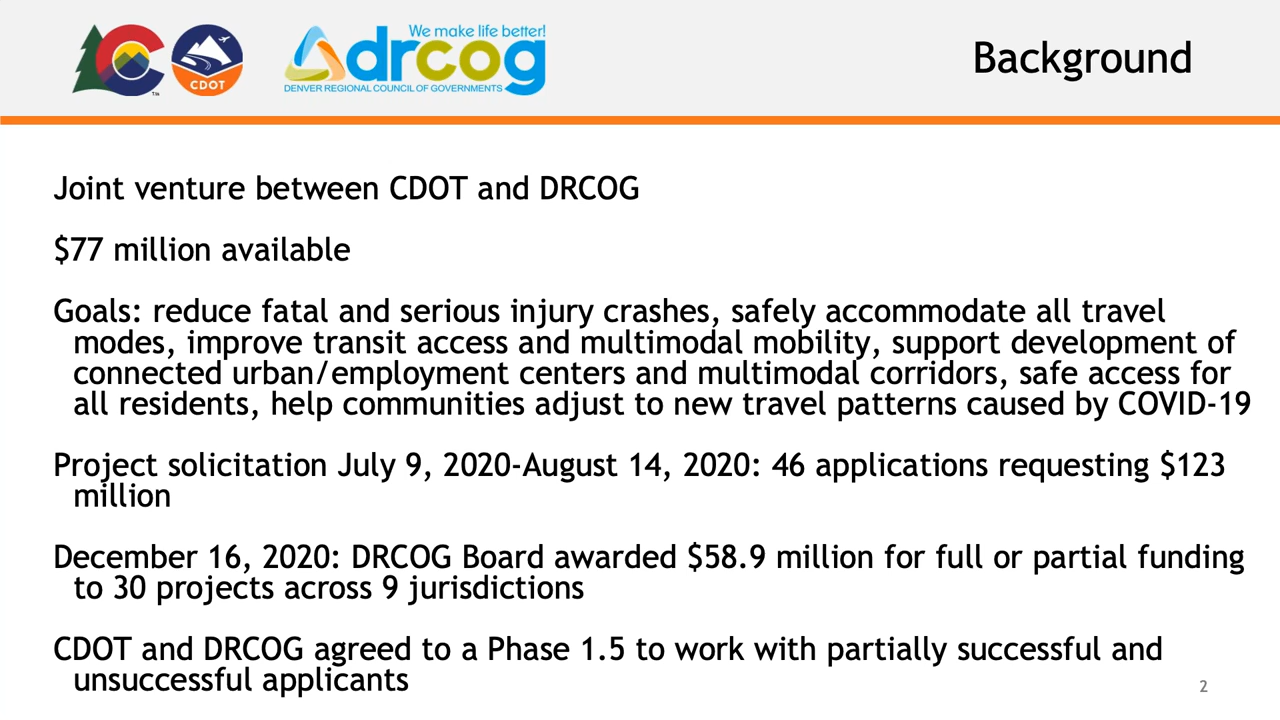 We make life better!
drcog
DENVER REGIONAL COUNCIL OF GOVERNMENTS
CDOT
TM
Background
Joint venture between CDOT and DRCOG
$77 million available
Goals: reduce fatal and serious injury crashes, safely accommodate all travel
modes, improve transit access and multimodal mobility, support development of
connected urban/employment centers and multimodal corridors, safe access for
all residents, help communities adjust to new travel patterns caused by COVID-19
Project solicitation July 9, 2020-August 14, 2020: 46 applications requesting $123
million
December 16, 2020: DRCOG Board awarded $58.9 million for full or partial funding
to 30 projects across 9 jurisdictions
CDOT and DRCOG agreed to a Phase 1.5 to work with partially successful and
unsuccessful applicants
2